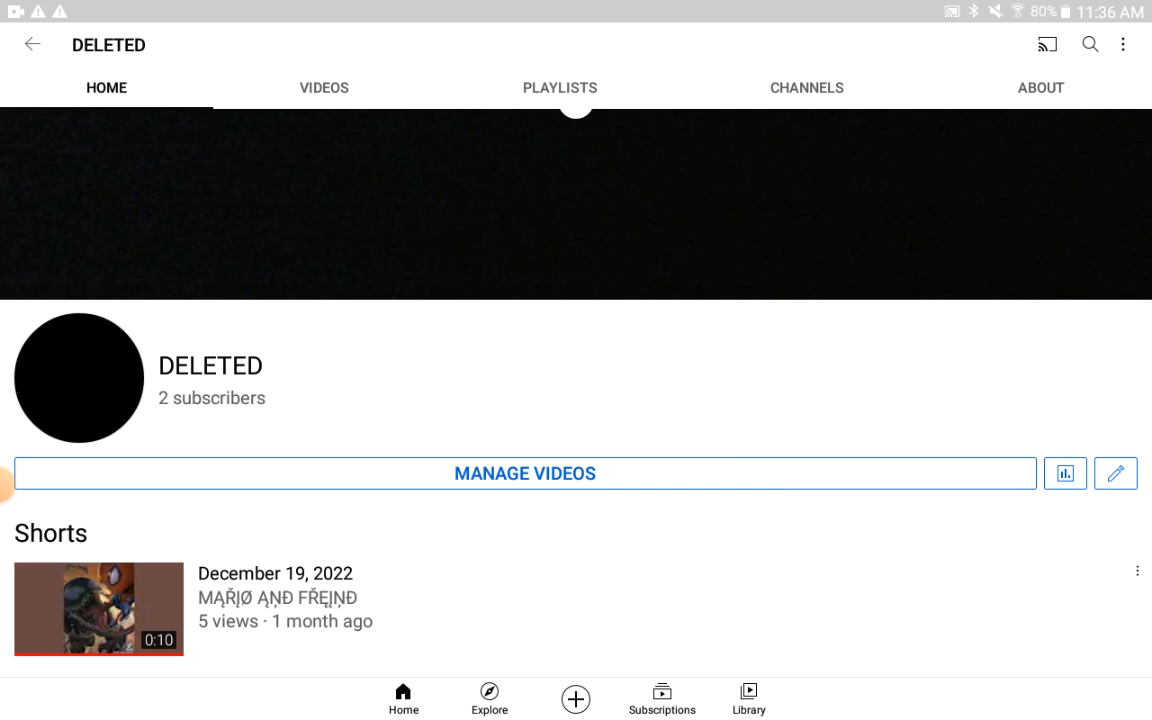 80% 11:36 AM
DELETED
HOME VIDEOS PLAYLISTS CHANNELS ABOUT
DELETED
2 subscribers
MANAGE VIDEOS
Shorts
December 19, 2022
MĄŘĮØ ĄŅĐ FŘĘĮŅĐ
5 views · 1 month ago
0:10
Home Explore Subscriptions Library